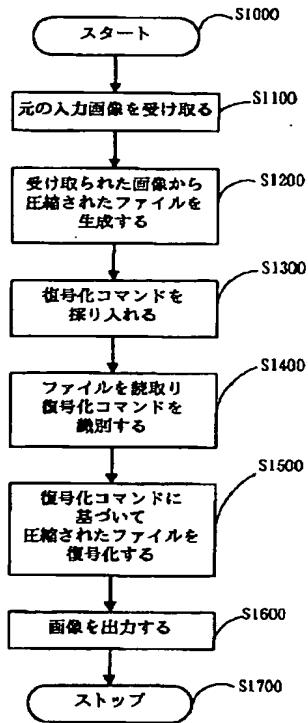 S1000
スタート
S1100
元の入力画像を受け取る
S1200
受け取られた画像から
圧縮されたファイルを
生成する
S1300
復号化コマンドを
採り入れる
S1400
ファイルを読取り
復号化コマンドを
識別する
S1500
復号化コマンドに
基づいて
圧縮されたファイルを
復号化する
S1600
画像を出力する
S1700
ストップ